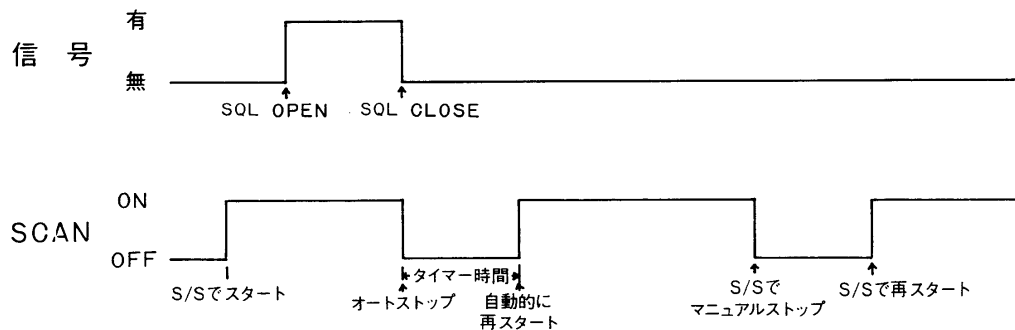 有
信 号
無
SQL OPEN SQL CLOSE
ON
SCAN
OFF
タイマー時間
S/Sでスタート
オートストップ
自動的に
再スタート
S/Sで
マニュアルストップ
S/Sで再スタート